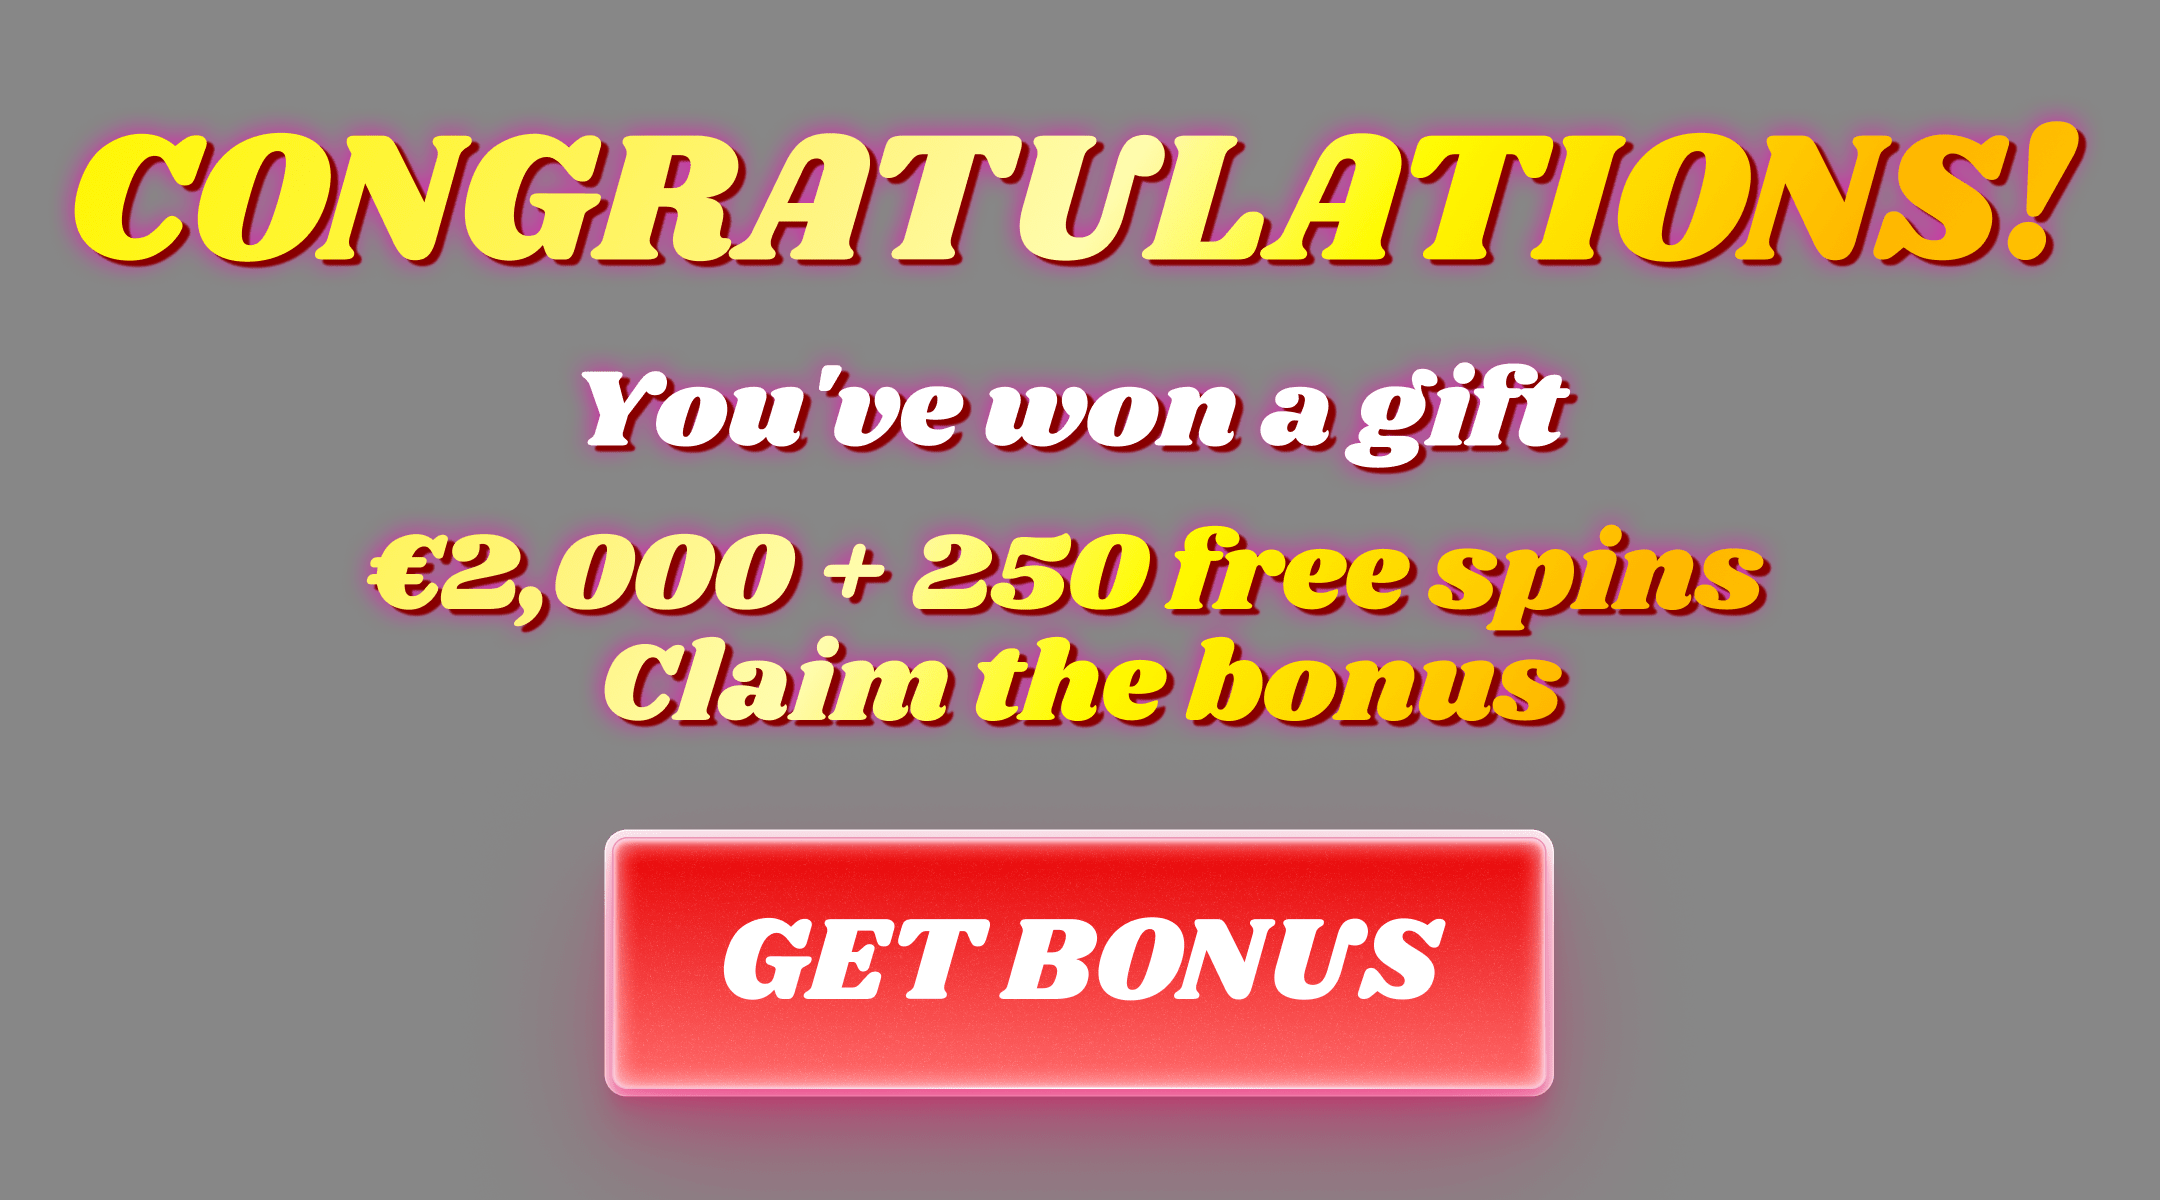 CONGRATULATIONS!
You've won a gift
€2,000 + 250 free spins
Claim the bonus
GET BONUS